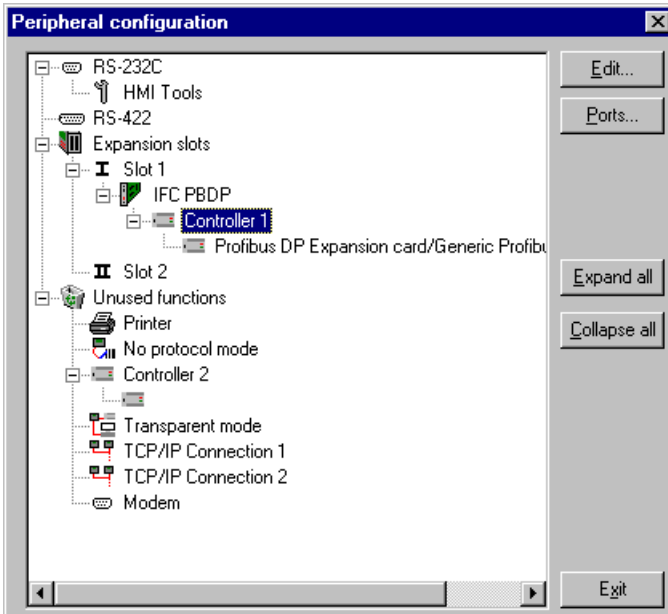 Peripheral configuration
RS-232C
HMI Tools
RS-422
Expansion slots
Slot 1
IFC PBDP
Controller 1
Profibus DP Expansion card/Generic Profibu
Slot 2
Unused functions
Printer
No protocol mode
Controller 2
Transparent mode
TCP/IP Connection 1
TCP/IP Connection 2
Modem
Edit...
Ports...
Expand all
Collapse all
Exit